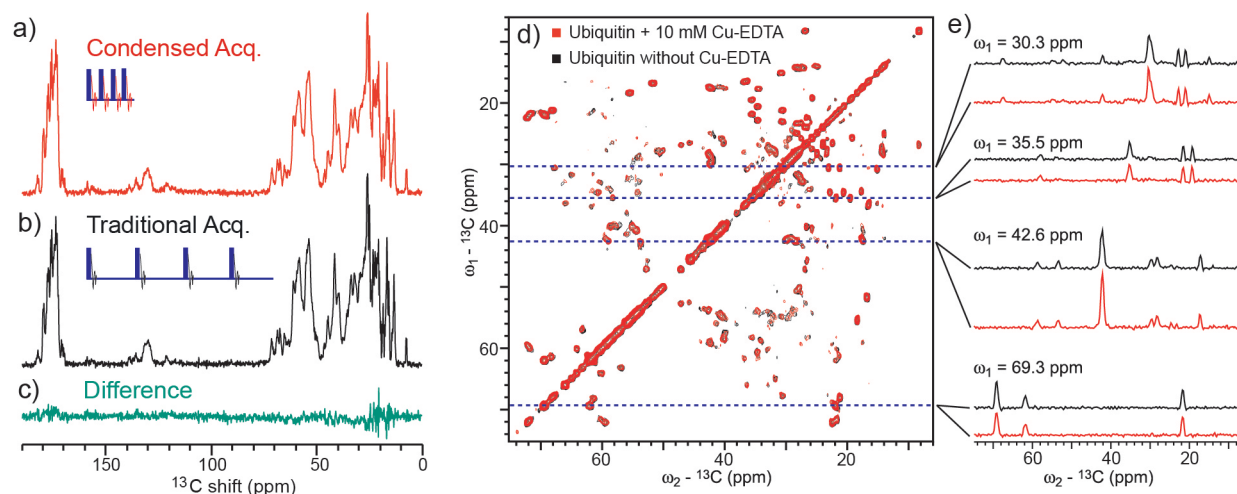 a)
Condensed Acq.
b)
Traditional Acq.
c)
Difference
150
100
50
0
13C shift (ppm)
d)
Ubiquitin + 10 mM Cu-EDTA
Ubiquitin without Cu-EDTA
20
40
60
ω1 - 13C (ppm)
60
40
20
ω2 - 13C (ppm)
e)
ω1 = 30.3 ppm
ω1 = 35.5 ppm
ω1 = 42.6 ppm
ω1 = 69.3 ppm
60
40
20
ω2 - 13C (ppm)